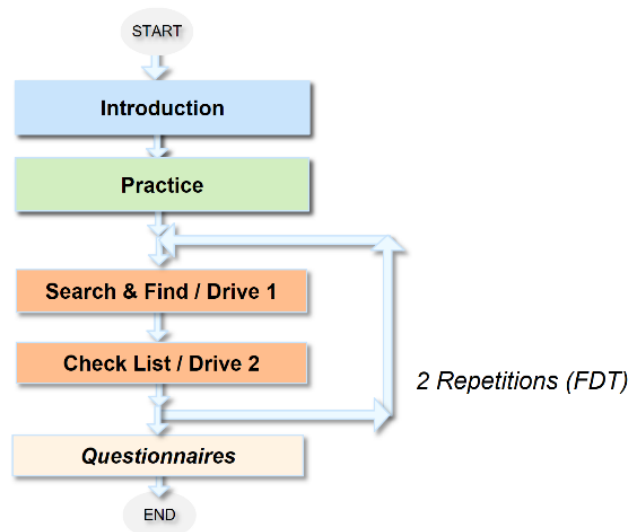 START
Introduction
Practice
Search & Find / Drive 1
Check List / Drive 2
2 Repetitions (FDT)
Questionnaires
END